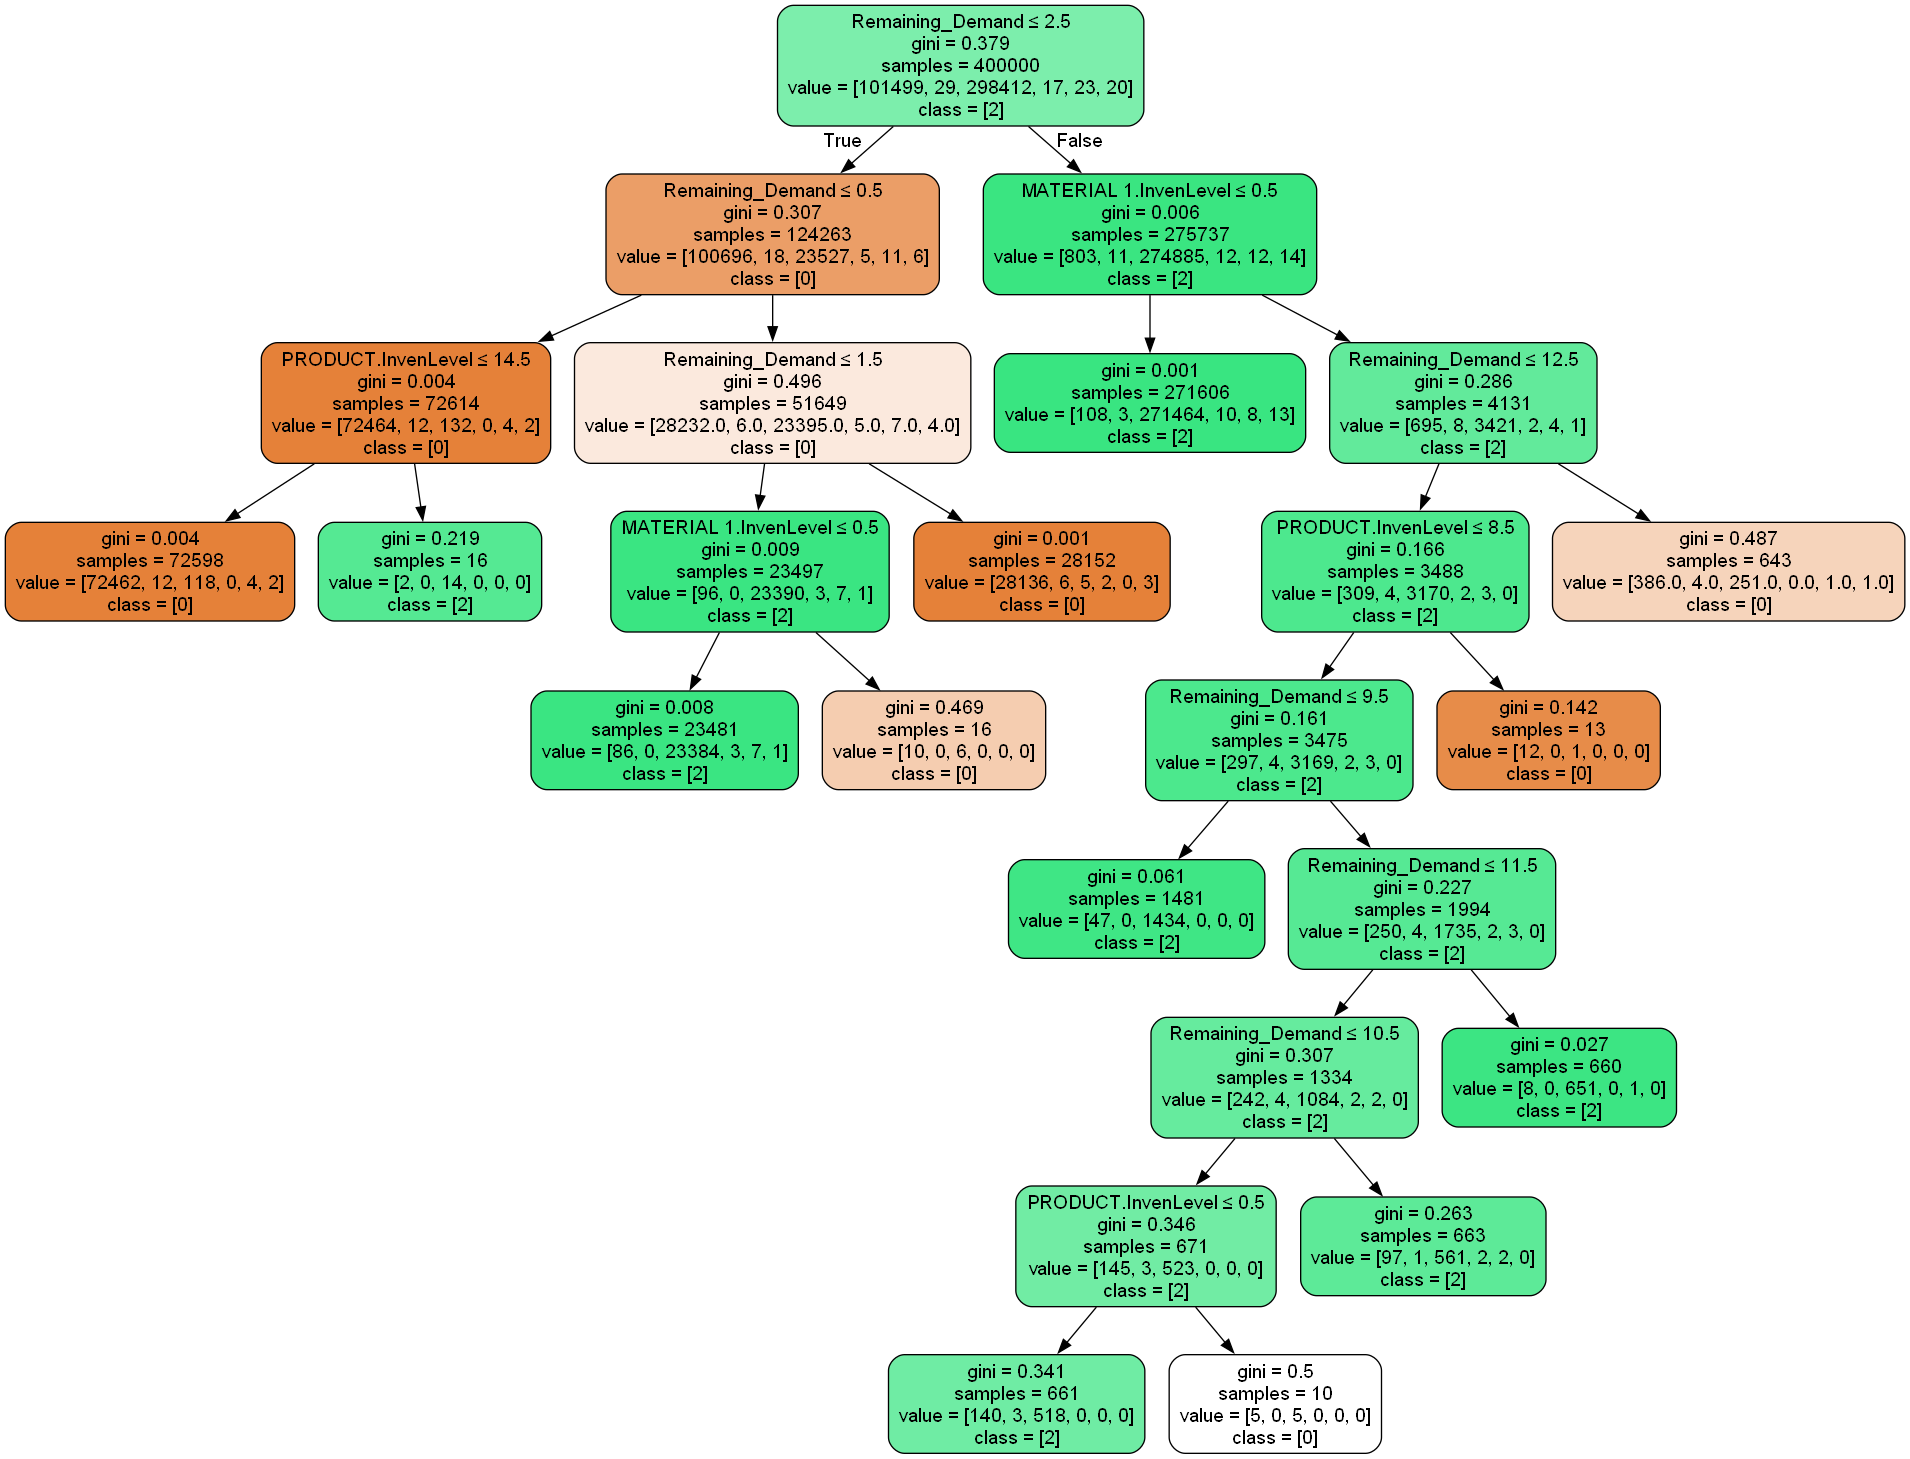 Remaining_Demand ≤ 2.5
gini = 0.379
samples = 400000
value = [101499, 29, 298412, 17, 23, 20]
class = [2]
True
False
Remaining_Demand ≤ 0.5
gini = 0.307
samples = 124263
value = [100696, 18, 23527, 5, 11, 6]
class = [0]
MATERIAL 1.InvenLevel ≤ 0.5
gini = 0.006
samples = 275737
value = [803, 11, 274885, 12, 12, 14]
class = [2]
PRODUCT.InvenLevel ≤ 14.5
gini = 0.004
samples = 72614
value = [72464, 12, 132, 0, 4, 2]
class = [0]
Remaining_Demand ≤ 1.5
gini = 0.496
samples = 51649
value = [28232.0, 6.0, 23395.0, 5.0, 7.0, 4.0]
class = [0]
gini = 0.001
samples = 271606
value = [108, 3, 271464, 10, 8, 13]
class = [2]
Remaining_Demand ≤ 12.5
gini = 0.286
samples = 4131
value = [695, 8, 3421, 2, 4, 1]
class = [2]
gini = 0.004
samples = 72598
value = [72462, 12, 118, 0, 4, 2]
class = [0]
gini = 0.219
samples = 16
value = [2, 0, 14, 0, 0, 0]
class = [2]
MATERIAL 1.InvenLevel ≤ 0.5
gini = 0.009
samples = 23497
value = [96, 0, 23390, 3, 7, 1]
class = [2]
gini = 0.001
samples = 28152
value = [28136, 6, 5, 2, 0, 3]
class = [0]
PRODUCT.InvenLevel ≤ 8.5
gini = 0.166
samples = 3488
value = [309, 4, 3170, 2, 3, 0]
class = [2]
gini = 0.487
samples = 643
value = [386.0, 4.0, 251.0, 0.0, 1.0, 1.0]
class = [0]
gini = 0.008
samples = 23481
value = [86, 0, 23384, 3, 7, 1]
class = [2]
gini = 0.469
samples = 16
value = [10, 0, 6, 0, 0, 0]
class = [0]
Remaining_Demand ≤ 9.5
gini = 0.161
samples = 3475
value = [297, 4, 3169, 2, 3, 0]
class = [2]
gini = 0.142
samples = 13
value = [12, 0, 1, 0, 0, 0]
class = [0]
gini = 0.061
samples = 1481
value = [47, 0, 1434, 0, 0, 0]
class = [2]
Remaining_Demand ≤ 11.5
gini = 0.227
samples = 1994
value = [250, 4, 1735, 2, 3, 0]
class = [2]
Remaining_Demand ≤ 10.5
gini = 0.307
samples = 1334
value = [242, 4, 1084, 2, 2, 0]
class = [2]
gini = 0.027
samples = 660
value = [8, 0, 651, 0, 1, 0]
class = [2]
PRODUCT.InvenLevel ≤ 0.5
gini = 0.346
samples = 671
value = [145, 3, 523, 0, 0, 0]
class = [2]
gini = 0.263
samples = 663
value = [97, 1, 561, 2, 2, 0]
class = [2]
gini = 0.341
samples = 661
value = [140, 3, 518, 0, 0, 0]
class = [2]
gini = 0.5
samples = 10
value = [5, 0, 5, 0, 0, 0]
class = [0]